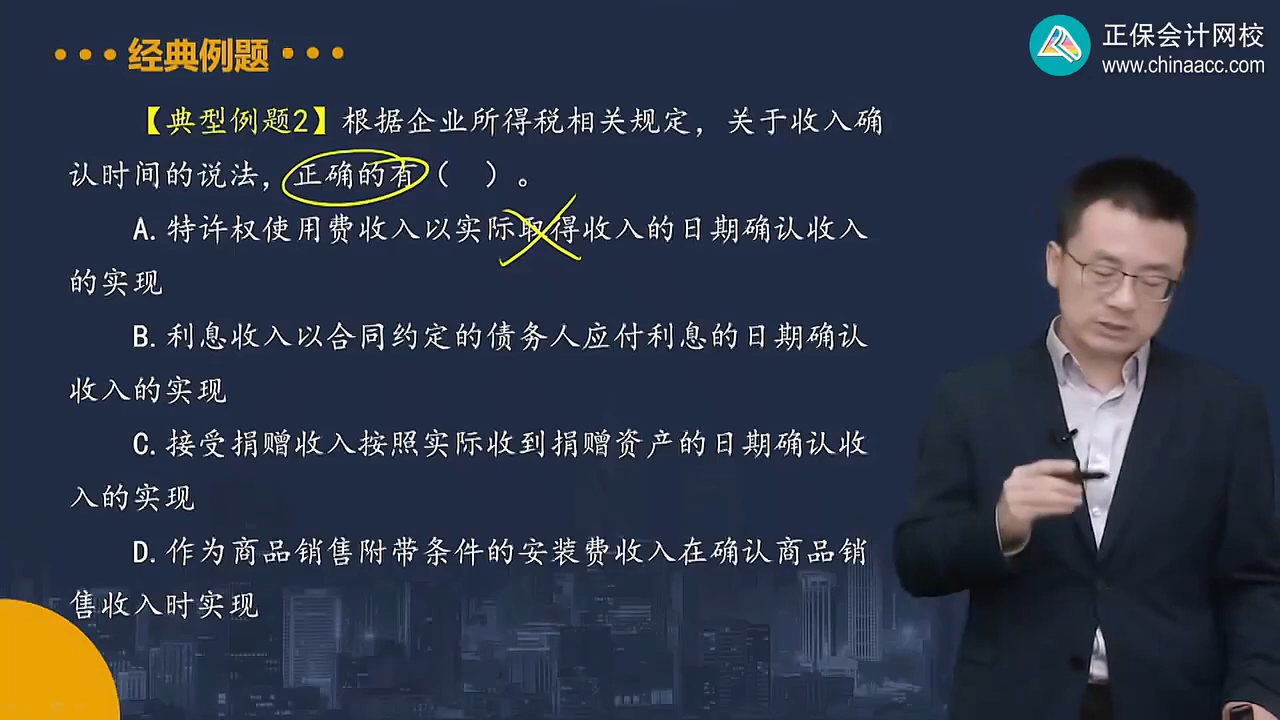 经典例题
正保会计网校
www.chinaacc.com
【典型例题2】根据企业所得税相关规定，关于收入确
认时间的说法，正确的有（ ）。
A.特许权使用费收入以实际取得收入的日期确认收入
的实现
B.利息收入以合同约定的债务人应付利息的日期确认
收入的实现
C.接受捐赠收入按照实际收到捐赠资产的日期确认收
入的实现
D.作为商品销售附带条件的安装费收入在确认商品销
售收入时实现